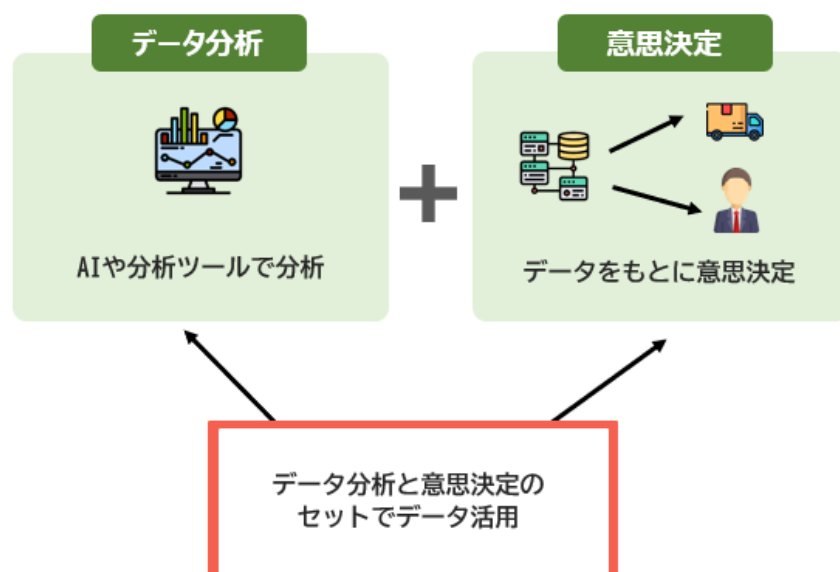 データ分析
意思決定
AIや分析ツールで分析
データをもとに意思決定
データ分析と意思決定の
セットでデータ活用